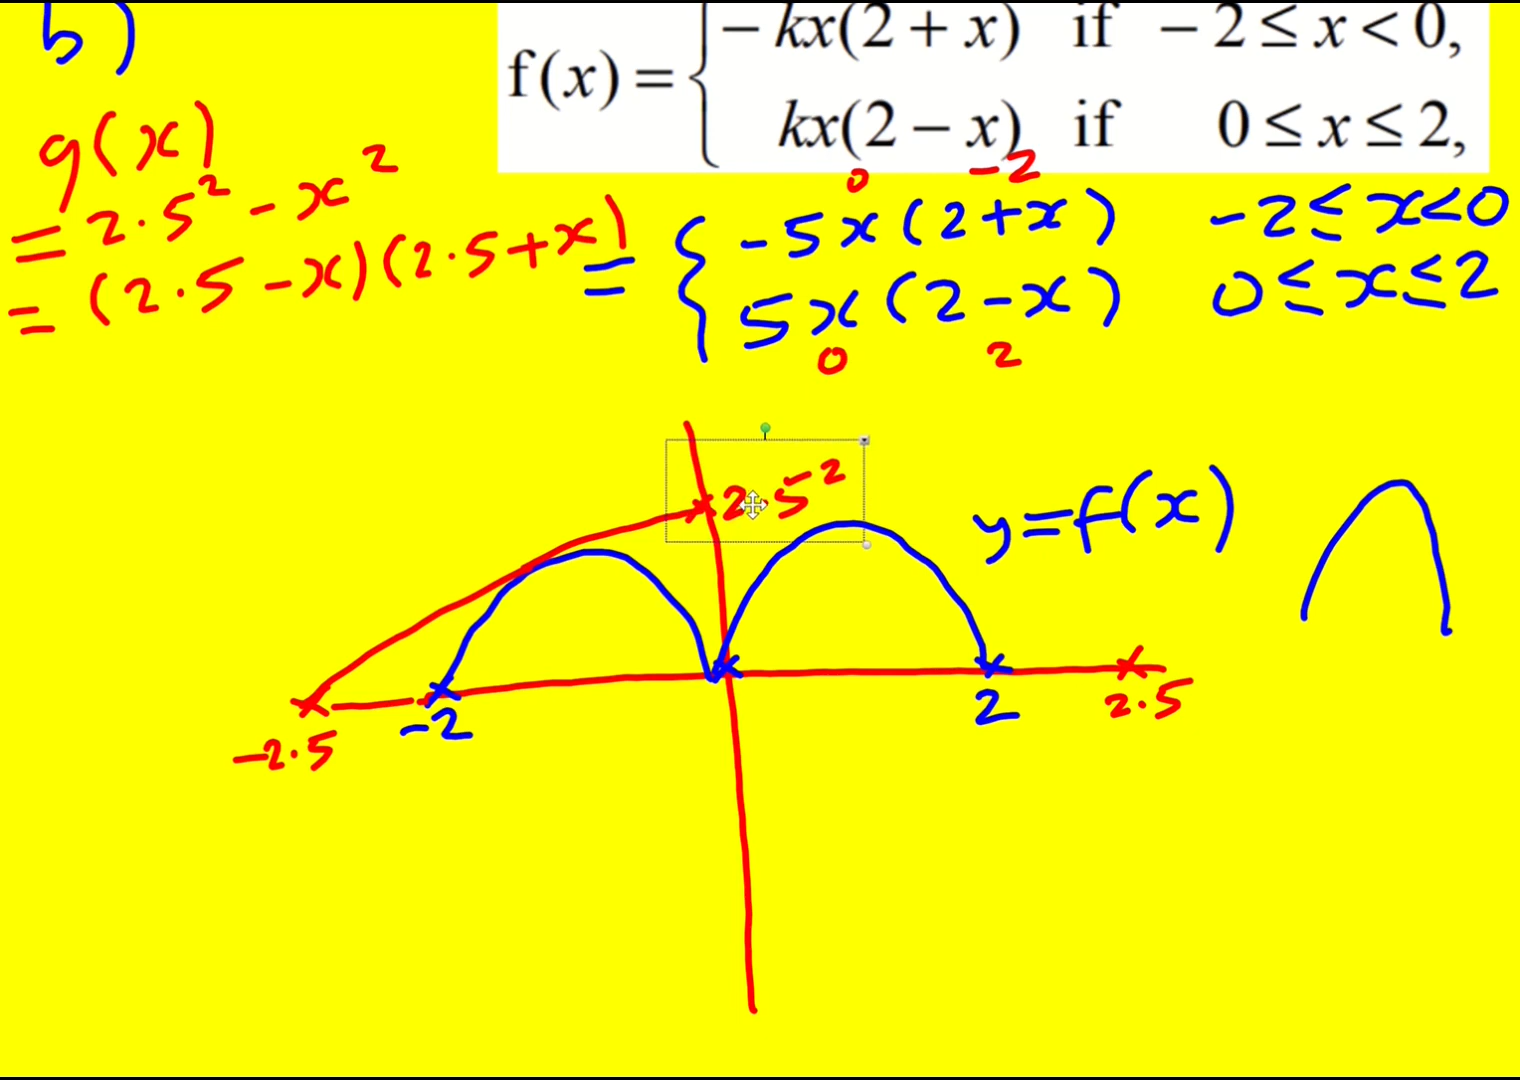 b)
f(x) = { - kx(2 + x) if - 2 ≤ x < 0,
kx(2 - x) if 0 ≤ x ≤ 2,
g(x)
= 2.5² - x²
= (2.5 - x)(2.5 + x)
0 -2
= { -5x(2+x) -2 ≤ x < 0
5x(2-x) 0 ≤ x ≤ 2
0 2
2.5²
y = f(x)
-2.5 -2 2 2.5